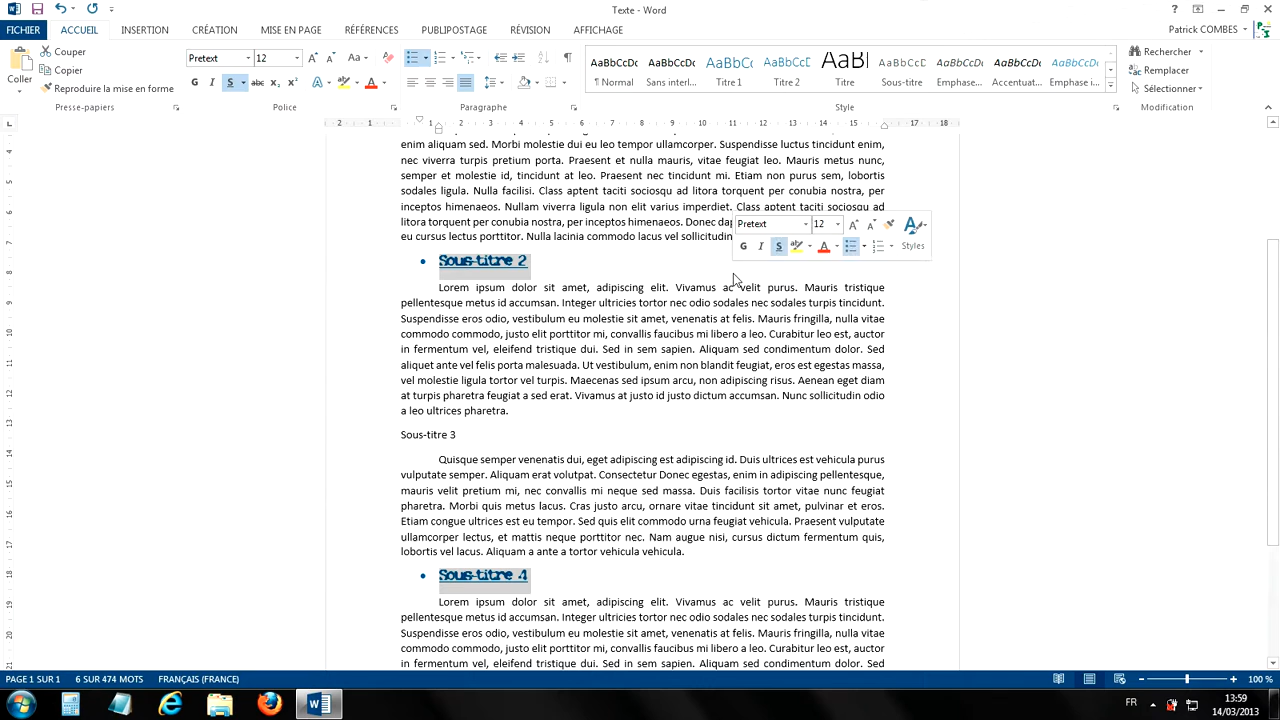 Texte - Word
Patrick COMBES
FICHIER ACCUEIL INSERTION CRÉATION MISE EN PAGE RÉFÉRENCES PUBLIPOSTAGE RÉVISION AFFICHAGE
Coller
Couper
Copier
Reproduire la mise en forme
Presse-papiers
Pretext 12
G I S abc x₂ x²
Police
Paragraphe
AaBbCcDc AaBbCcDc AaBbCc AaBbCcC AaBl AaBbCcC AaBbCcDc AaBbCcDc AaBbCcDc
¶ Normal Sans interl... Titre 1 Titre 2 Titre Sous-titre Emphase... Accentuat... Emphase...
Style
Rechercher
Remplacer
Sélectionner
Modification
2 1 1 2 3 4 5 6 7 8 9 10 11 12 13 14 15 17 18
enim aliquam sed. Morbi molestie dui eu leo tempor ullamcorper. Suspendisse luctus tincidunt enim,
nec viverra turpis pretium porta. Praesent et nulla mauris, vitae feugiat leo. Mauris metus nunc,
semper et molestie id, tincidunt at leo. Praesent nec tincidunt mi. Etiam non purus sem, lobortis
sodales ligula. Nulla facilisi. Class aptent taciti sociosqu ad litora torquent per conubia nostra, per
inceptos himenaeos. Nullam viverra ligula non elit varius imperdiet. Class aptent taciti sociosqu ad
litora torquent per conubia nostra, per inceptos himenaeos. Donec dap
eu cursus lectus porttitor. Nulla lacinia commodo lacus vel sollicitudin
Pretext 12
G I S Styles
• Sous-titre 2
Lorem ipsum dolor sit amet, adipiscing elit. Vivamus ac velit purus. Mauris tristique
pellentesque metus id accumsan. Integer ultricies tortor nec odio sodales nec sodales turpis tincidunt.
Suspendisse eros odio, vestibulum eu molestie sit amet, venenatis at felis. Mauris fringilla, nulla vitae
commodo commodo, justo elit porttitor mi, convallis faucibus mi libero a leo. Curabitur leo est, auctor
in fermentum vel, eleifend tristique dui. Sed in sem sapien. Aliquam sed condimentum dolor. Sed
aliquet ante vel felis porta malesuada. Ut vestibulum, enim non blandit feugiat, eros est egestas massa,
vel molestie ligula tortor vel turpis. Maecenas sed ipsum arcu, non adipiscing risus. Aenean eget diam
at turpis pharetra feugiat a sed erat. Vivamus at justo id justo dictum accumsan. Nunc sollicitudin odio
a leo ultrices pharetra.
Sous-titre 3
Quisque semper venenatis dui, eget adipiscing est adipiscing id. Duis ultrices est vehicula purus
vulputate semper. Aliquam erat volutpat. Consectetur Donec egestas, enim in adipiscing pellentesque,
mauris velit pretium mi, nec convallis mi neque sed massa. Duis facilisis tortor vitae nunc feugiat
pharetra. Morbi quis metus lacus. Cras justo arcu, ornare vitae tincidunt sit amet, pulvinar et eros.
Etiam congue ultrices est eu tempor. Sed quis elit commodo urna feugiat vehicula. Praesent vulputate
ullamcorper lectus, et mattis neque porttitor nec. Nam augue nisi, cursus dictum fermentum quis,
lobortis vel lacus. Aliquam a ante a tortor vehicula vehicula.
• Sous-titre 4
Lorem ipsum dolor sit amet, adipiscing elit. Vivamus ac velit purus. Mauris tristique
pellentesque metus id accumsan. Integer ultricies tortor nec odio sodales nec sodales turpis tincidunt.
Suspendisse eros odio, vestibulum eu molestie sit amet, venenatis at felis. Mauris fringilla, nulla vitae
commodo commodo, justo elit porttitor mi, convallis faucibus mi libero a leo. Curabitur leo est, auctor
in fermentum vel, eleifend tristique dui. Sed in sem sapien. Aliquam sed condimentum dolor. Sed
PAGE 1 SUR 1 6 SUR 474 MOTS FRANÇAIS (FRANCE) 100 %
FR
13:59
14/03/2013